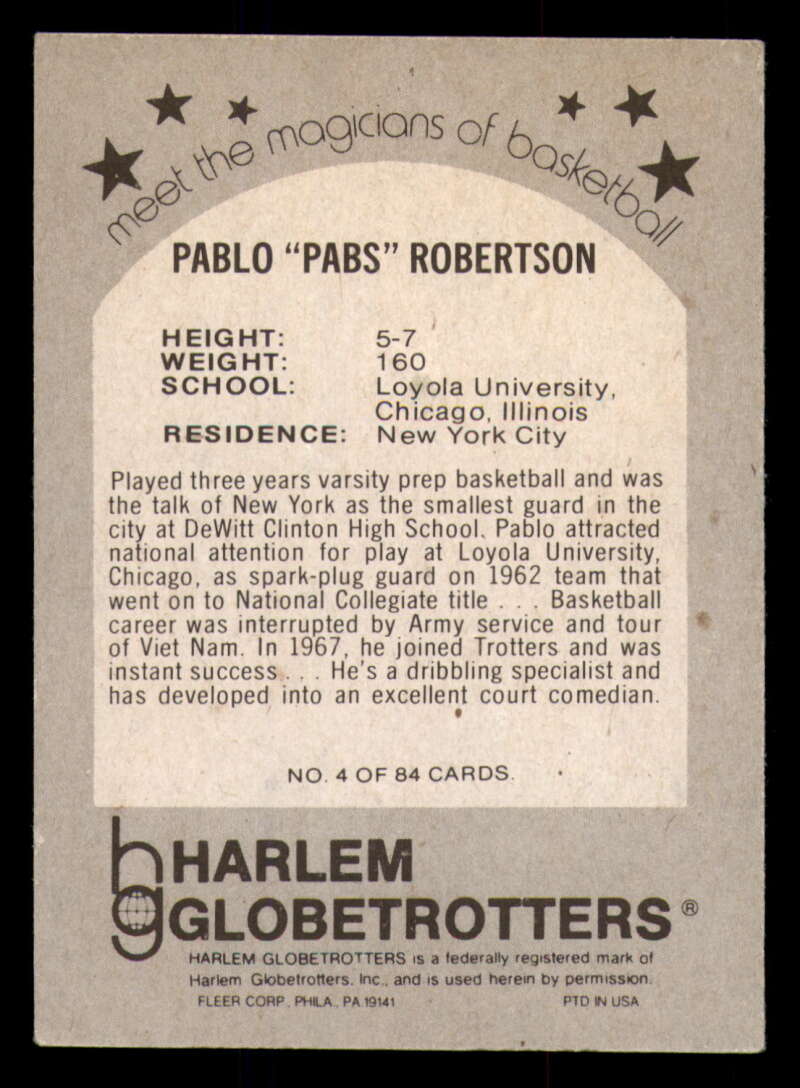 meet the magicians of basketball
PABLO “PABS” ROBERTSON
HEIGHT: 5-7
WEIGHT: 160
SCHOOL: Loyola University,
Chicago, Illinois
RESIDENCE: New York City
Played three years varsity prep basketball and was
the talk of New York as the smallest guard in the
city at DeWitt Clinton High School. Pablo attracted
national attention for play at Loyola University,
Chicago, as spark-plug guard on 1962 team that
went on to National Collegiate title . . . Basketball
career was interrupted by Army service and tour
of Viet Nam. In 1967, he joined Trotters and was
instant success . . . He's a dribbling specialist and
has developed into an excellent court comedian.
NO. 4 OF 84 CARDS.
hg HARLEM
GLOBETROTTERS ®
HARLEM GLOBETROTTERS is a federally registered mark of
Harlem Globetrotters, Inc., and is used herein by permission.
FLEER CORP., PHILA., PA 19141 PTD IN USA